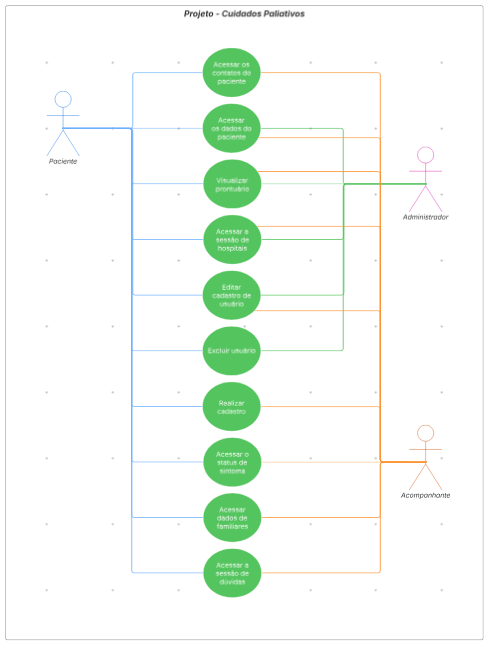 Projeto - Cuidados Paliativos
Acessar os
contatos do
paciente
Acessar
os dados do
paciente
Paciente
Visualizar
prontuário
Administrador
Acessar a
sessão de
hospitais
Editar
cadastro de
usuário
Excluir usuário
Realizar
cadastro
Acessar o
status de
sintoma
Acompanhante
Acessar
dados de
familiares
Acessar a
sessão de
dúvidas